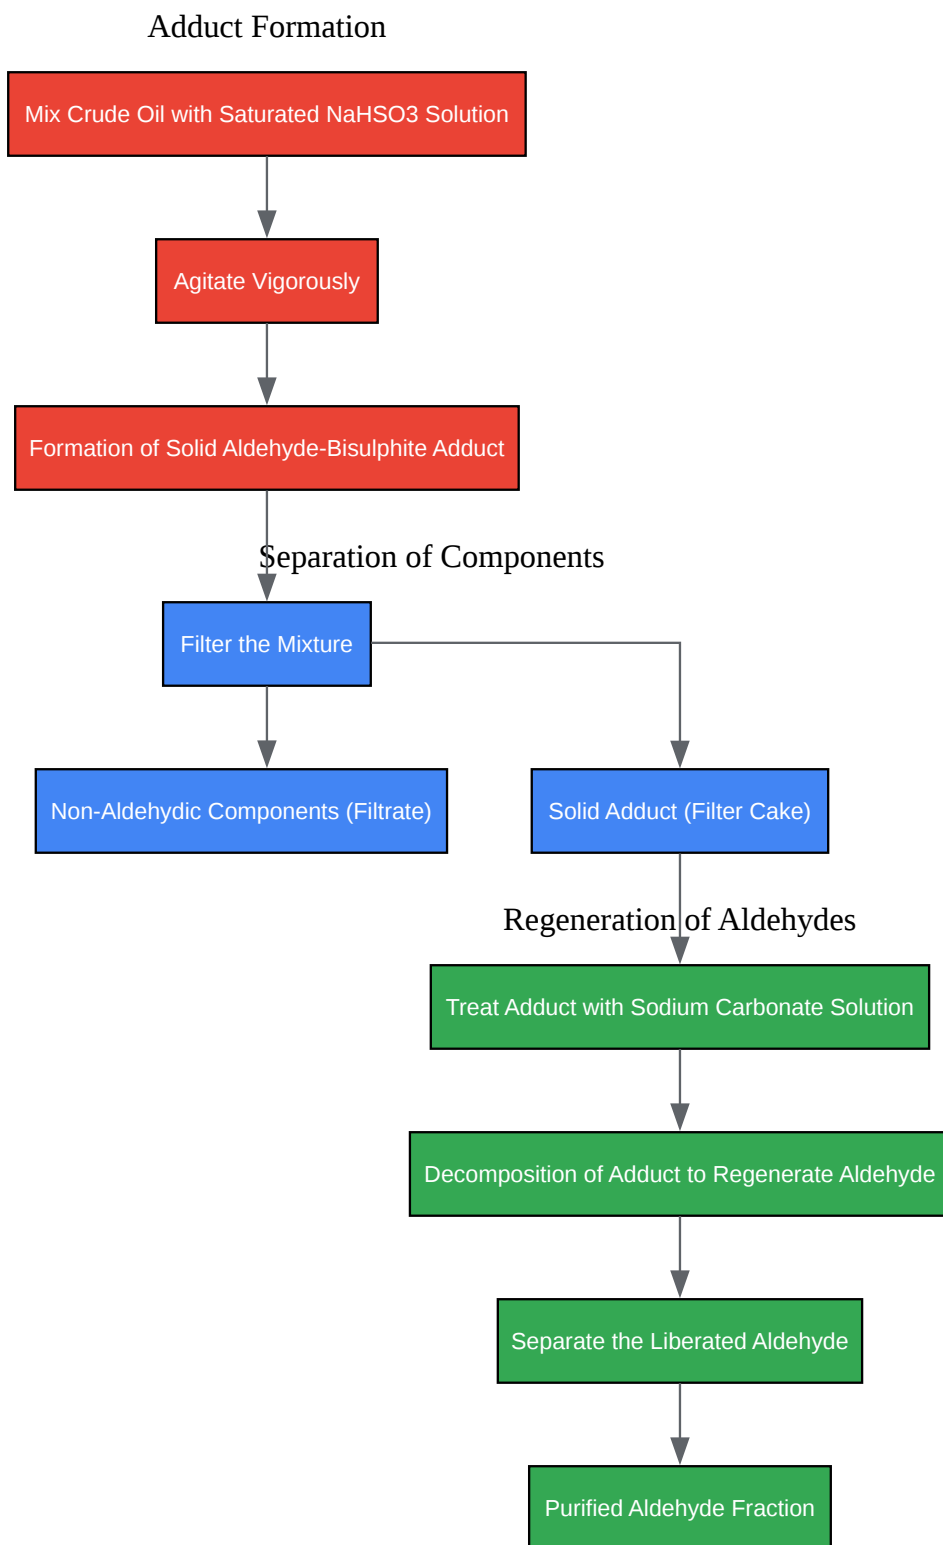 Adduct Formation
Mix Crude Oil with Saturated NaHSO3 Solution
Agitate Vigorously
Formation of Solid Aldehyde-Bisulphite Adduct
Separation of Components
Filter the Mixture
Non-Aldehydic Components (Filtrate)
Solid Adduct (Filter Cake)
Regeneration of Aldehydes
Treat Adduct with Sodium Carbonate Solution
Decomposition of Adduct to Regenerate Aldehyde
Separate the Liberated Aldehyde
Purified Aldehyde Fraction